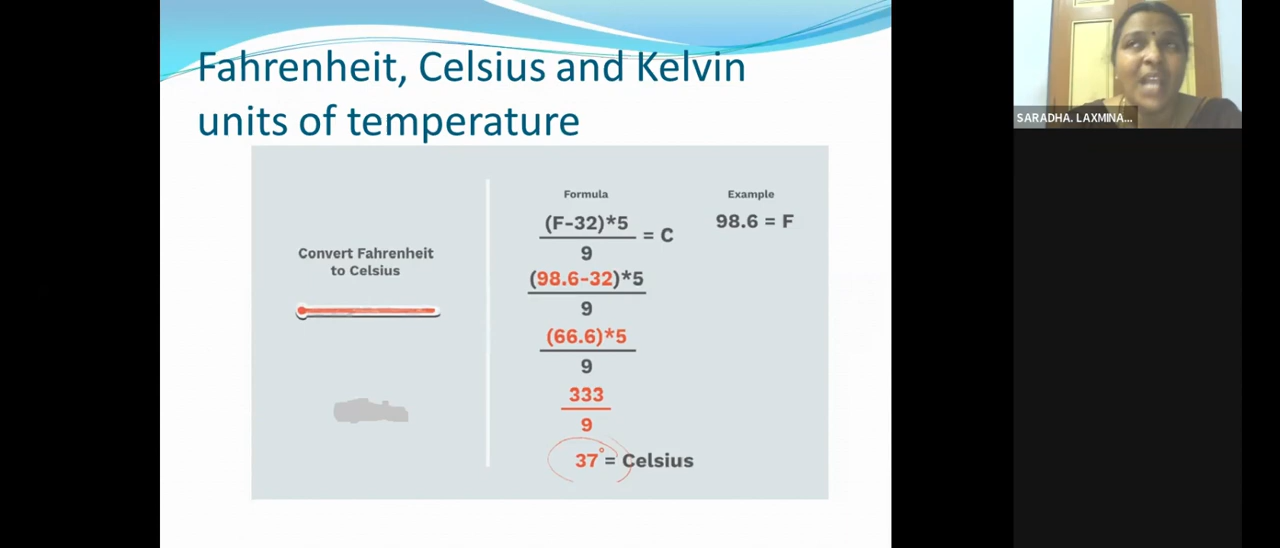 Fahrenheit, Celsius and Kelvin
units of temperature
Convert Fahrenheit
to Celsius
Formula
(F-32)*5
9
= C
(98.6-32)*5
9
(66.6)*5
9
333
9
37° = Celsius
Example
98.6 = F
SARADHA. LAXMINA...